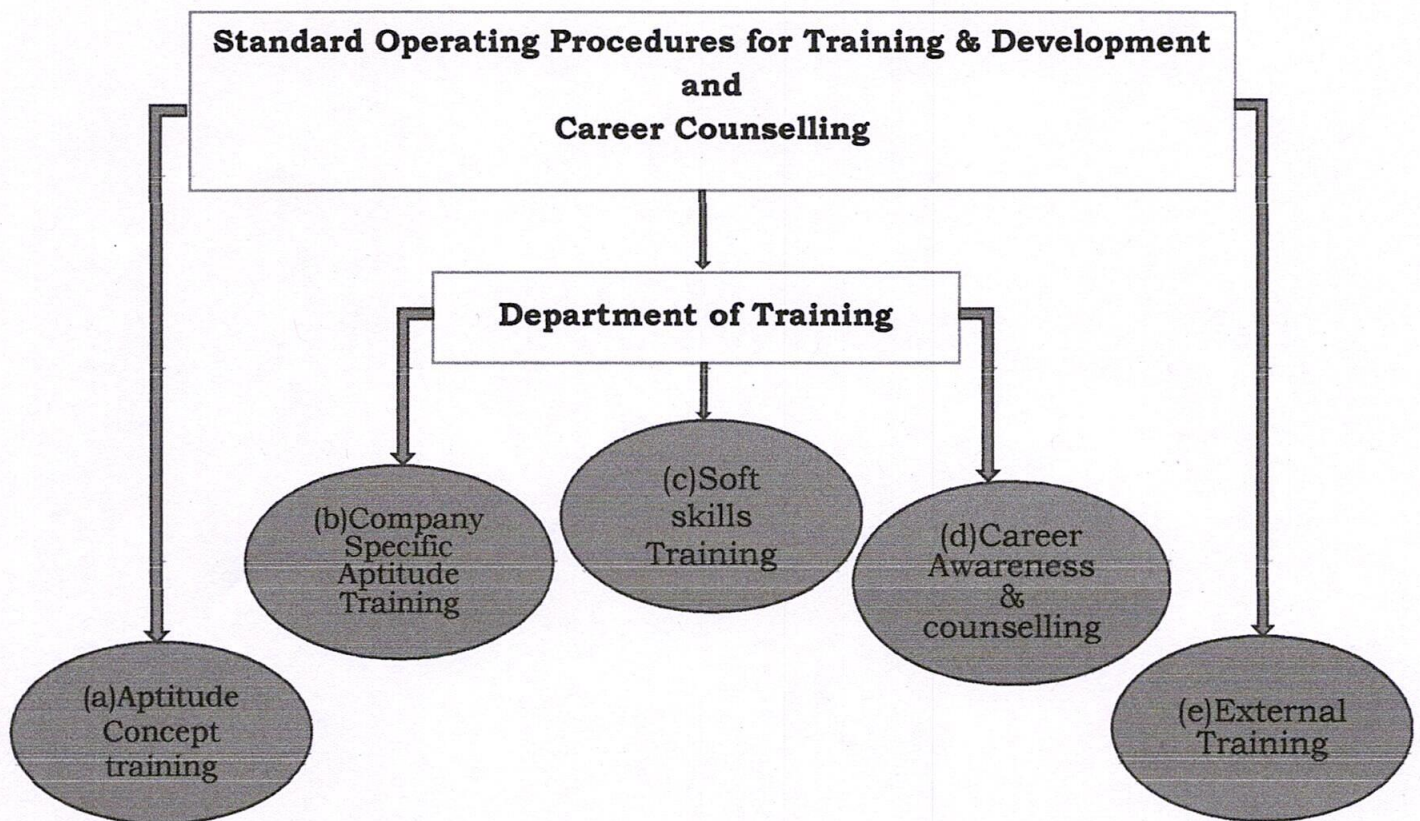 Standard Operating Procedures for Training & Development
and
Career Counselling
Department of Training
(a)Aptitude
Concept
training
(b)Company
Specific
Aptitude
Training
(c)Soft
skills
Training
(d)Career
Awareness
&
counselling
(e)External
Training